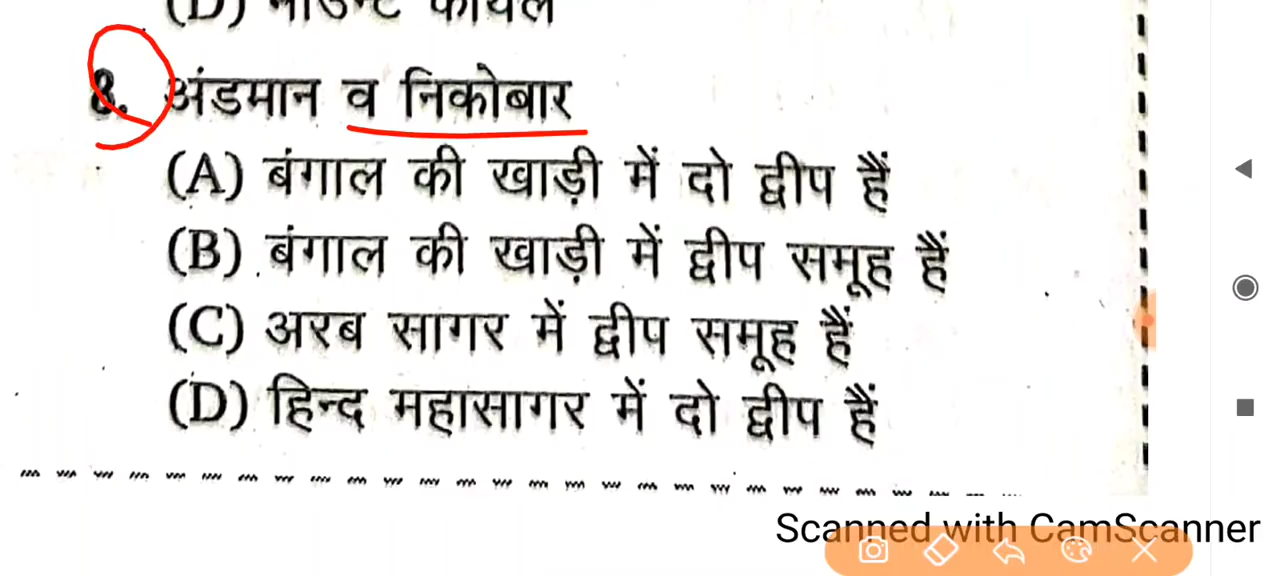 8. अंडमान व निकोबार
(A) बंगाल की खाड़ी में दो द्वीप हैं
(B) बंगाल की खाड़ी में द्वीप समूह हैं
(C) अरब सागर में द्वीप समूह हैं
(D) हिन्द महासागर में दो द्वीप हैं
Scanned with CamScanner